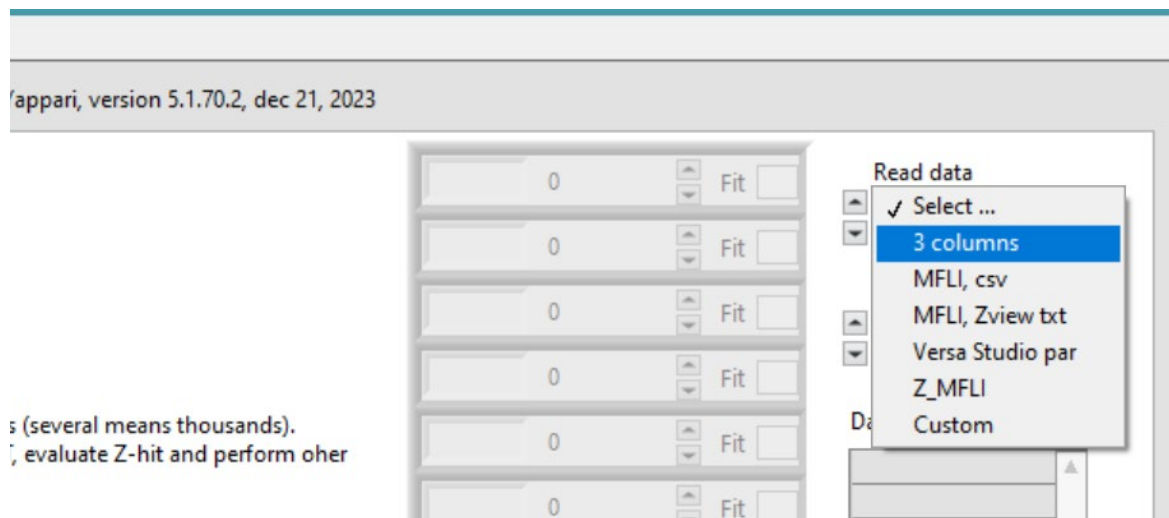 /appari, version 5.1.70.2, dec 21, 2023
0 Fit
0 Fit
0 Fit
0 Fit
0 Fit
0 Fit
Read data
✓ Select ...
3 columns
MFLI, csv
MFLI, Zview txt
Versa Studio par
Z_MFLI
Custom
s (several means thousands).
, evaluate Z-hit and perform oher